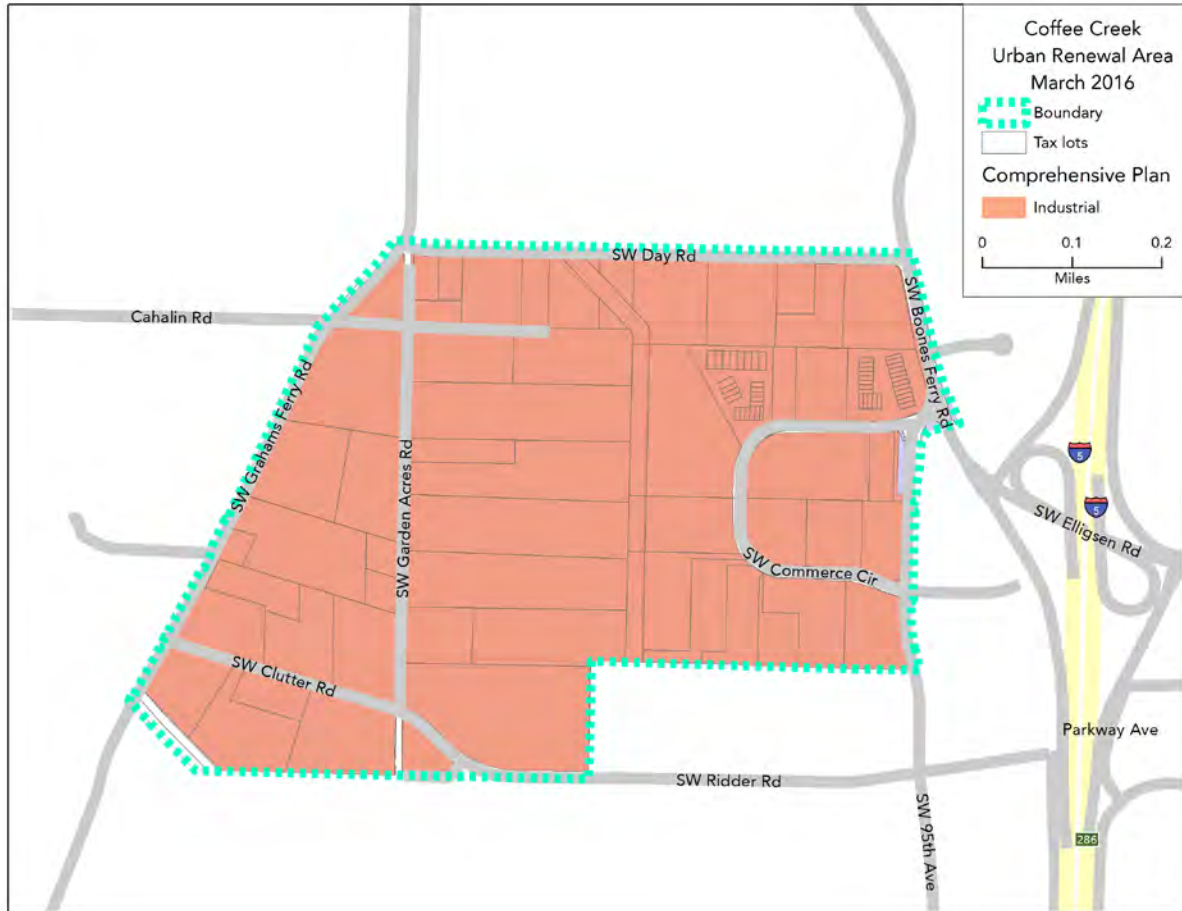 Coffee Creek
Urban Renewal Area
March 2016
Boundary
Tax lots
Comprehensive Plan
Industrial
0 0.1 0.2
Miles
SW Day Rd
Cahalin Rd
SW Boones Ferry Rd
SW Grahams Ferry Rd
SW Garden Acres Rd
5
5
SW Elligsen Rd
SW Commerce Cir
SW Clutter Rd
Parkway Ave
SW Ridder Rd
SW 95th Ave
286